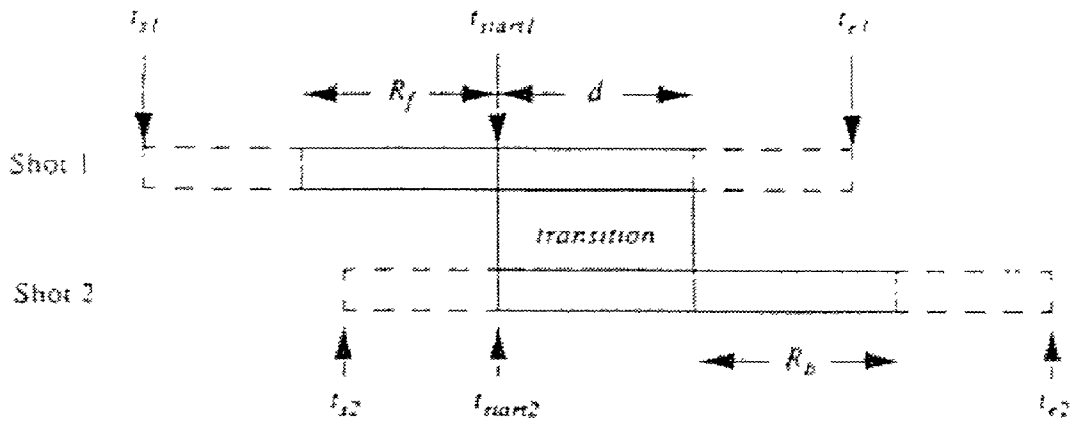 t_s1 t_start1 t_e1
R_f d
Shot 1
transition
Shot 2
R_b
t_s2 t_start2 t_e2